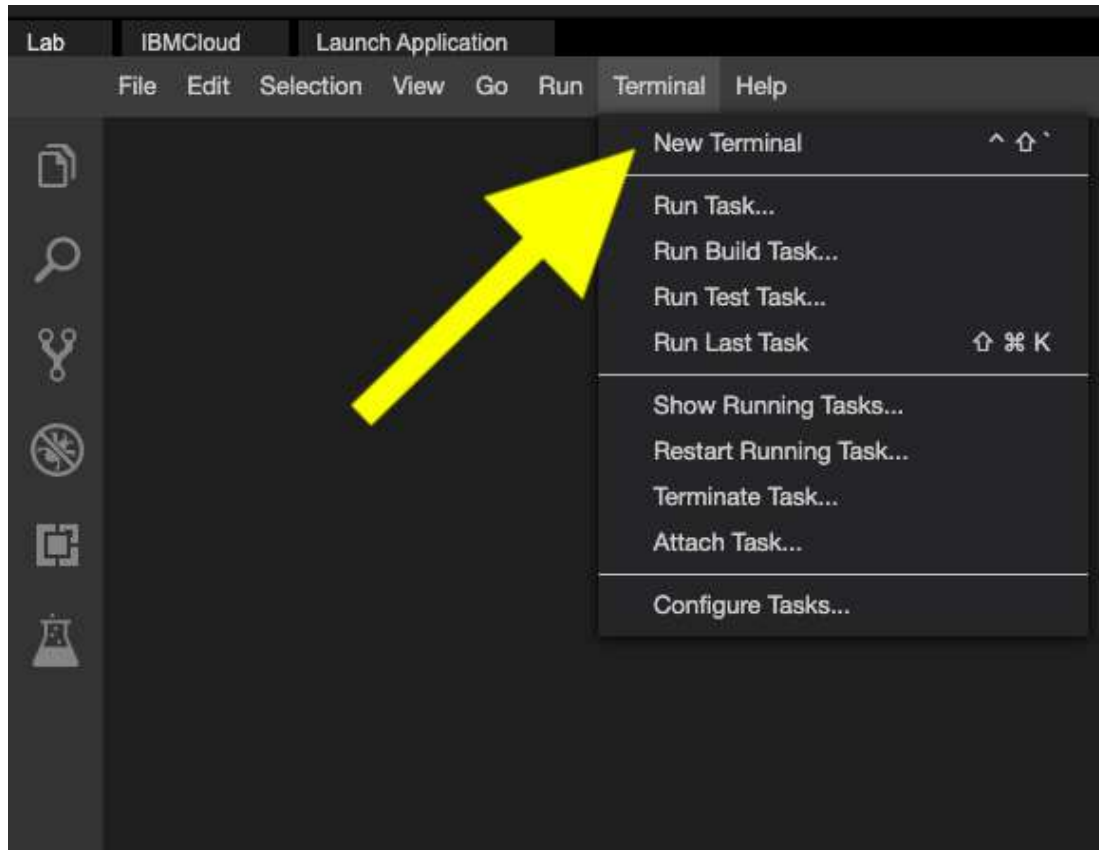 Lab IBMCloud Launch Application
File Edit Selection View Go Run Terminal Help
New Terminal ^ ⇧ `
Run Task...
Run Build Task...
Run Test Task...
Run Last Task ⇧ ⌘ K
Show Running Tasks...
Restart Running Task...
Terminate Task...
Attach Task...
Configure Tasks...